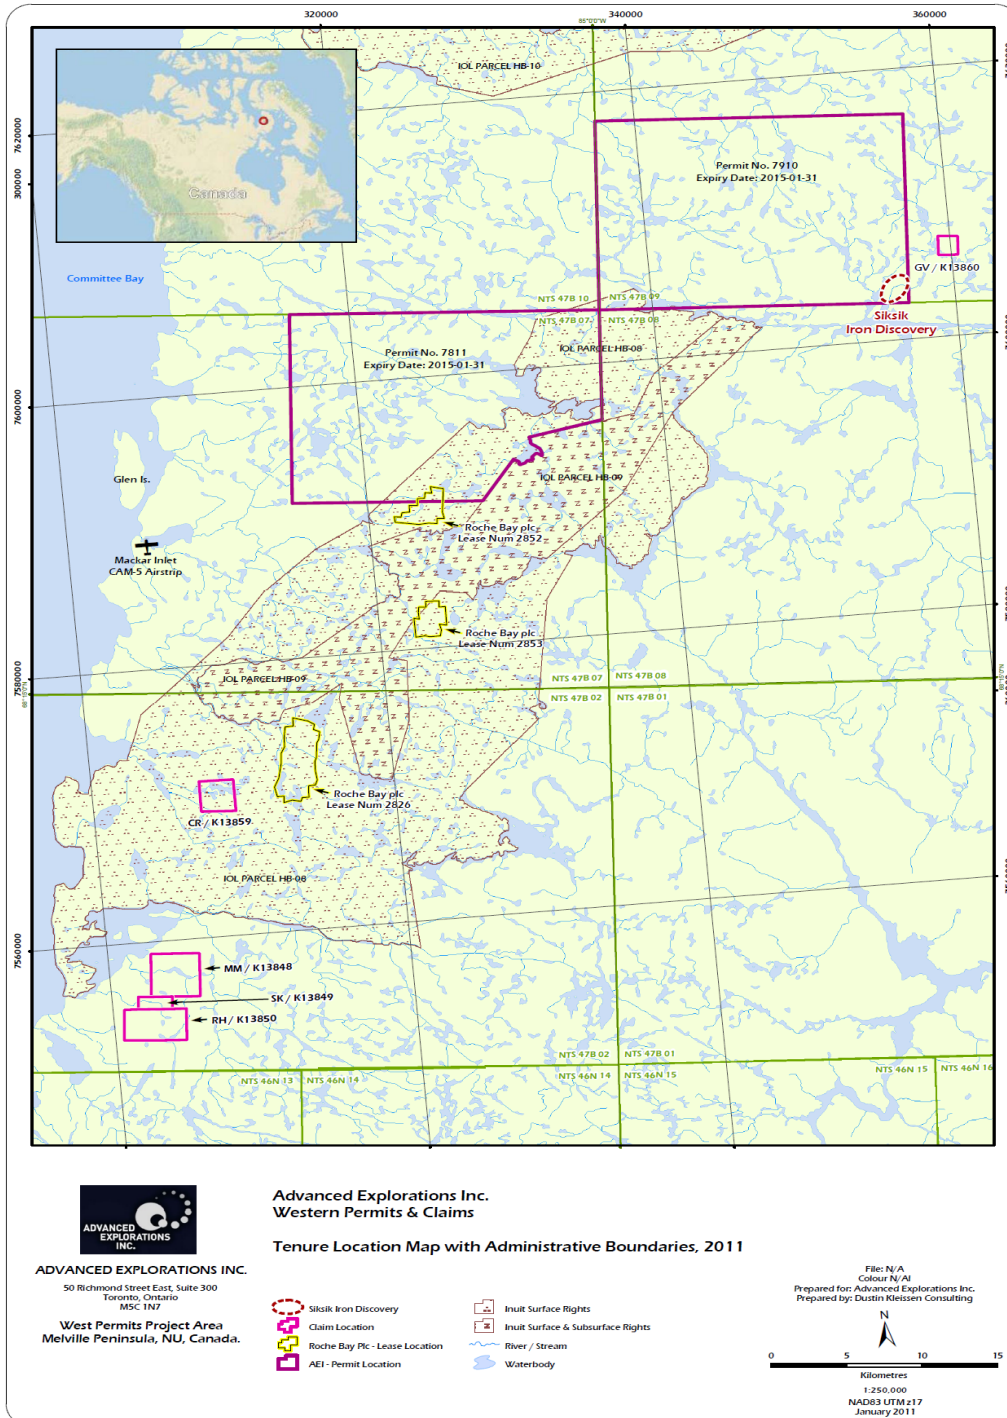 320000
340000
360000
65°0'0"W
IOL PARCEL HB-10
7620000
Canada
Permit No. 7910
Expiry Date: 2015-01-31
Committee Bay
GV / K13860
NTS 47B 10
NTS 47B 09
Siksik
Iron Discovery
NTS 47B 07
NTS 47B 08
IOL PARCEL HB-08
Permit No. 7811
Expiry Date: 2015-01-31
7600000
Glen Is.
IOL PARCEL HB-09
Roche Bay plc
Lease Num 2852
Mackar Inlet
CAM-5 Airstrip
Roche Bay plc
Lease Num 2853
7580000
IOL PARCEL HB-09
NTS 47B 07
NTS 47B 08
NTS 47B 02
NTS 47B 01
Roche Bay plc
Lease Num 2826
CR / K13859
IOL PARCEL HB-08
7560000
MM / K13848
SK / K13849
RH / K13850
NTS 47B 02
NTS 47B 01
NTS 46N 13
NTS 46N 14
NTS 46N 14
NTS 46N 15
NTS 46N 15
NTS 46N 16
ADVANCED
EXPLORATIONS
INC.
ADVANCED EXPLORATIONS INC.
50 Richmond Street East, Suite 300
Toronto, Ontario
M5C 1N7
West Permits Project Area
Melville Peninsula, NU, Canada.
Advanced Explorations Inc.
Western Permits & Claims
Tenure Location Map with Administrative Boundaries, 2011
Siksik Iron Discovery
Claim Location
Roche Bay Plc - Lease Location
AEI - Permit Location
Inuit Surface Rights
Inuit Surface & Subsurface Rights
River / Stream
Waterbody
File: N/A
Colour N/AI
Prepared for: Advanced Explorations Inc.
Prepared by: Dustin Kleissen Consulting
N
0 5 10 15
Kilometres
1:250,000
NAD83 UTM z17
January 2011